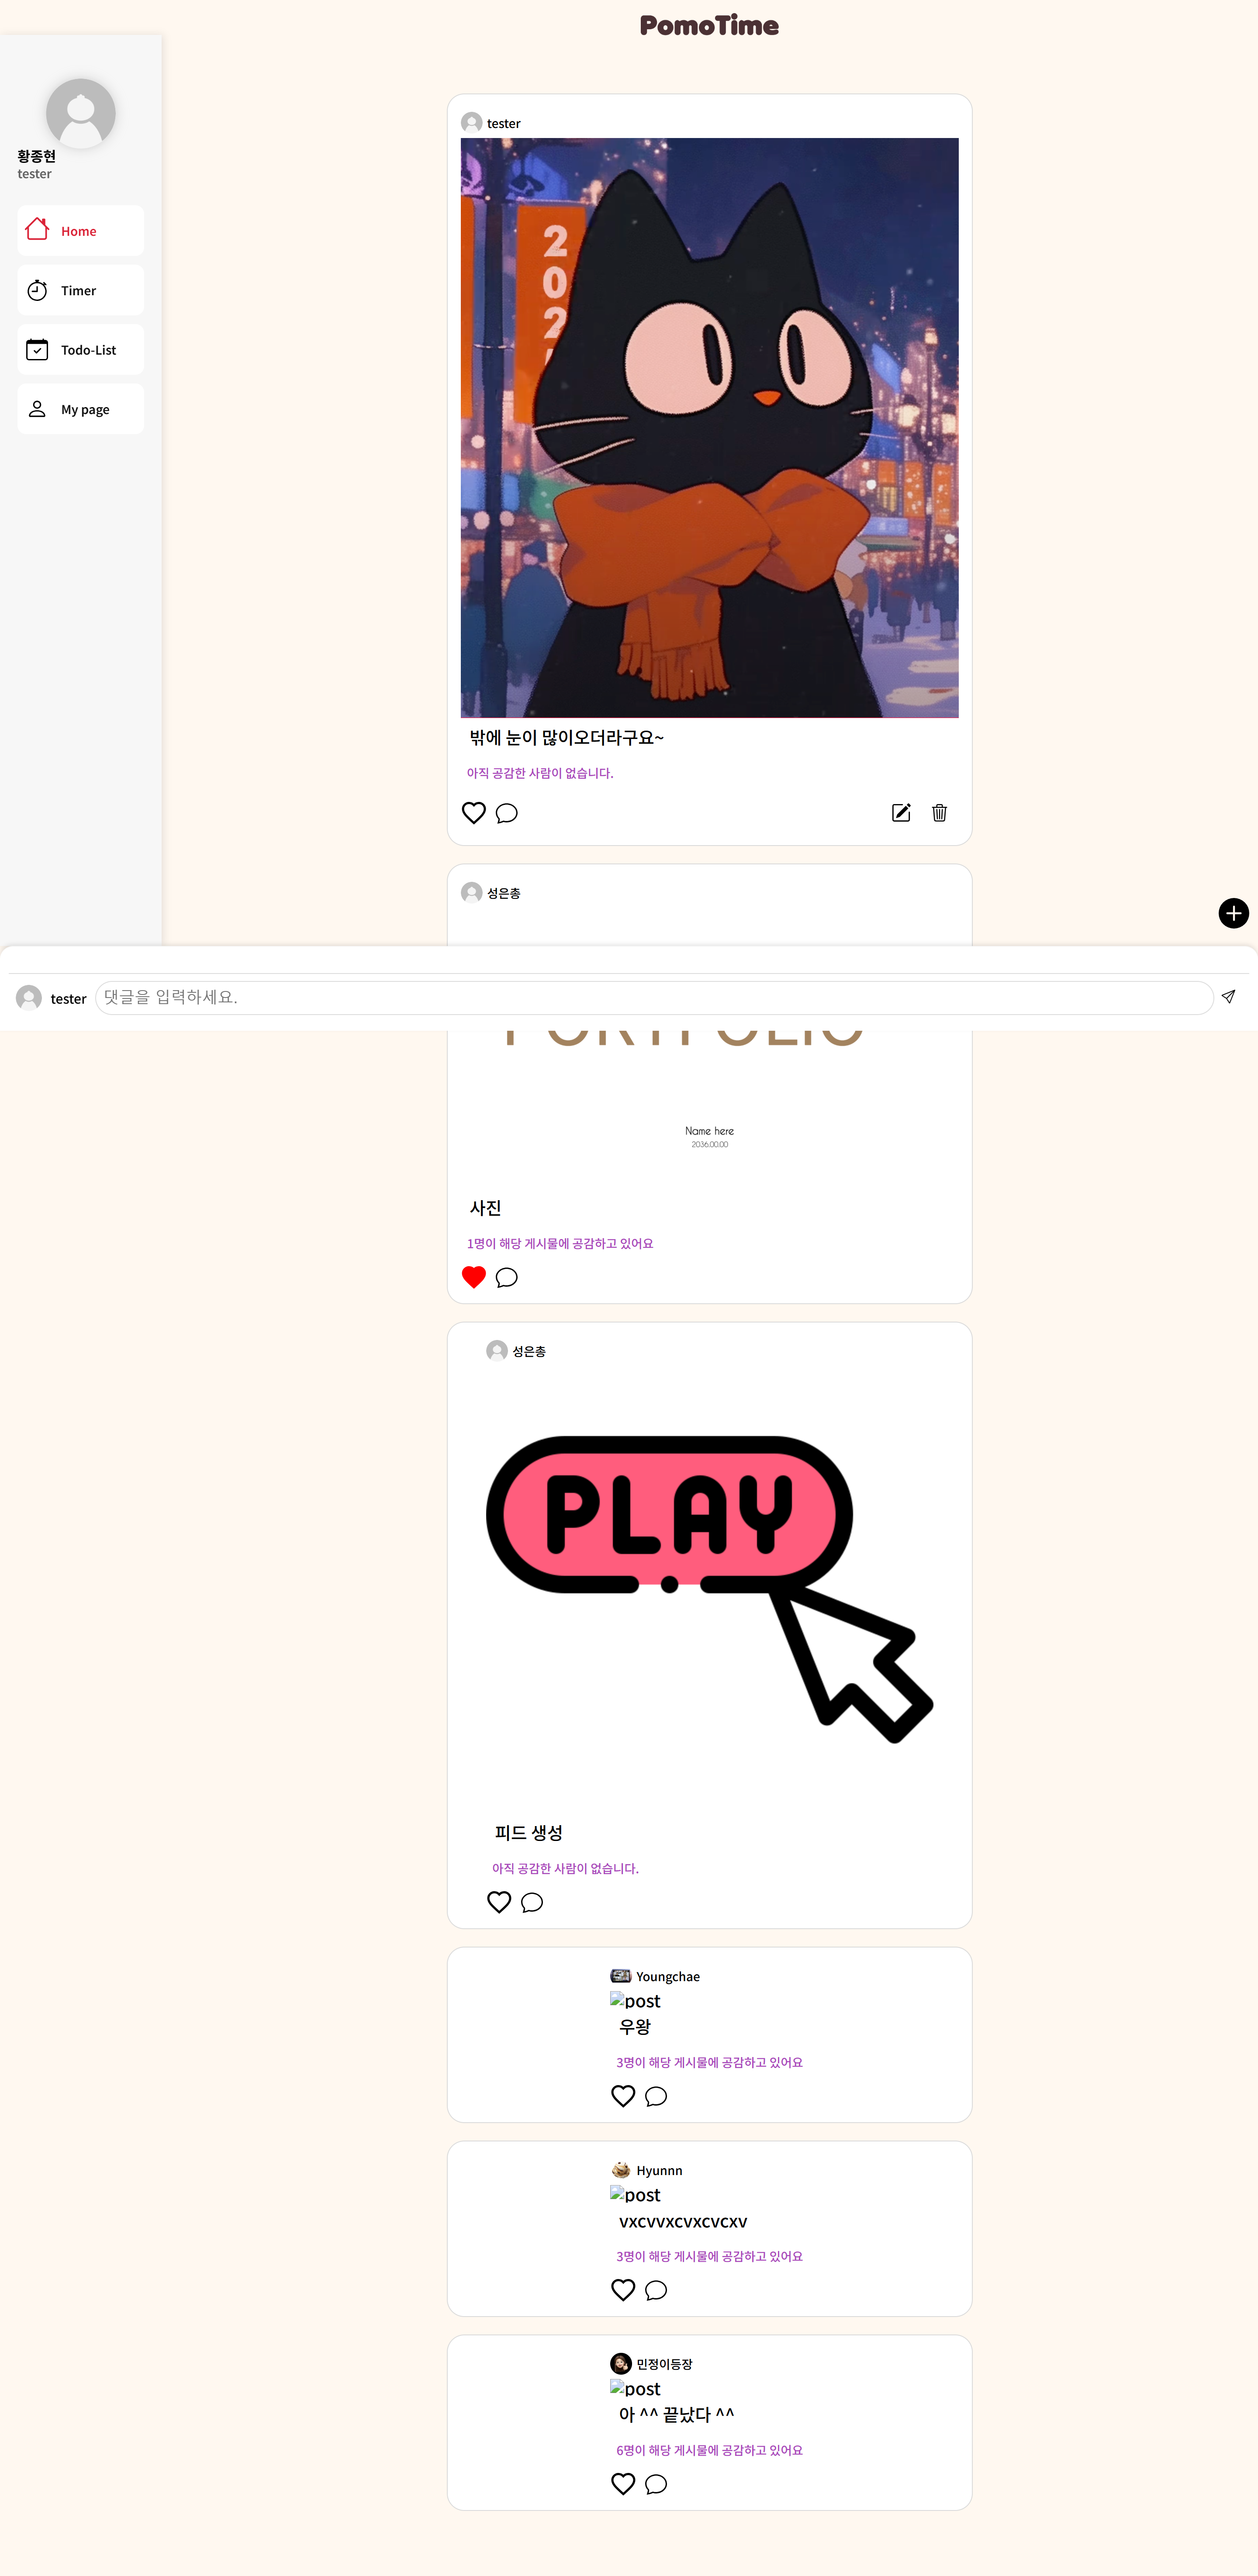 PomoTime
황종현
tester
Home
Timer
Todo-List
My page
tester
2
0
2
밖에 눈이 많이오더라구요~
아직 공감한 사람이 없습니다.
성은총
tester
댓글을 입력하세요.
PORTFOLIO
Name here
2036.00.00
사진
1명이 해당 게시물에 공감하고 있어요
성은총
PLAY
피드 생성
아직 공감한 사람이 없습니다.
Youngchae
post
우왕
3명이 해당 게시물에 공감하고 있어요
Hyunnn
post
vxcvvxcvxcvcxv
3명이 해당 게시물에 공감하고 있어요
민정이등장
post
아 ^^ 끝났다 ^^
6명이 해당 게시물에 공감하고 있어요